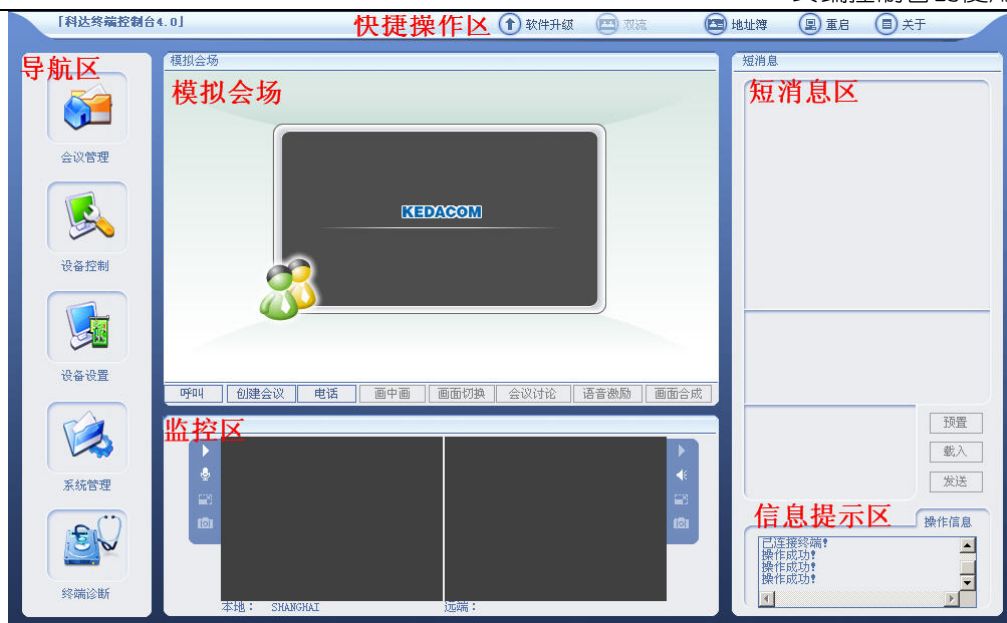 「科达终端控制台4.0」
快捷操作区
软件升级
双流
地址簿
重启
关于
导航区
会议管理
设备控制
设备设置
系统管理
终端诊断
模拟会场
模拟会场
KEDACOM
呼叫
创建会议
电话
画中画
画面切换
会议讨论
语音激励
画面合成
监控区
本地： SHANGHAI
远端：
短消息
短消息区
预置
载入
发送
信息提示区
操作信息
已连接终端!
操作成功!
操作成功!
操作成功!